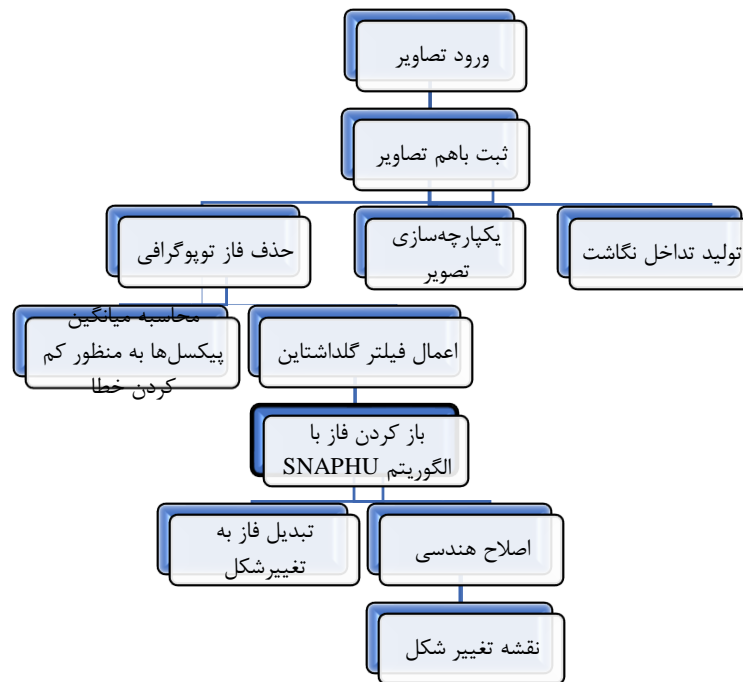 ورود تصاویر
ثبت باهم تصاویر
تولید تداخل نگاشت
یکپارچه‌سازی
تصویر
حذف فاز توپوگرافی
اعمال فیلتر گلداشتاین
محاسبه میانگین
پیکسل‌ها به منظور کم
کردن خطا
باز کردن فاز با
الگوریتم SNAPHU
اصلاح هندسی
تبدیل فاز به
تغییرشکل
نقشه تغییر شکل